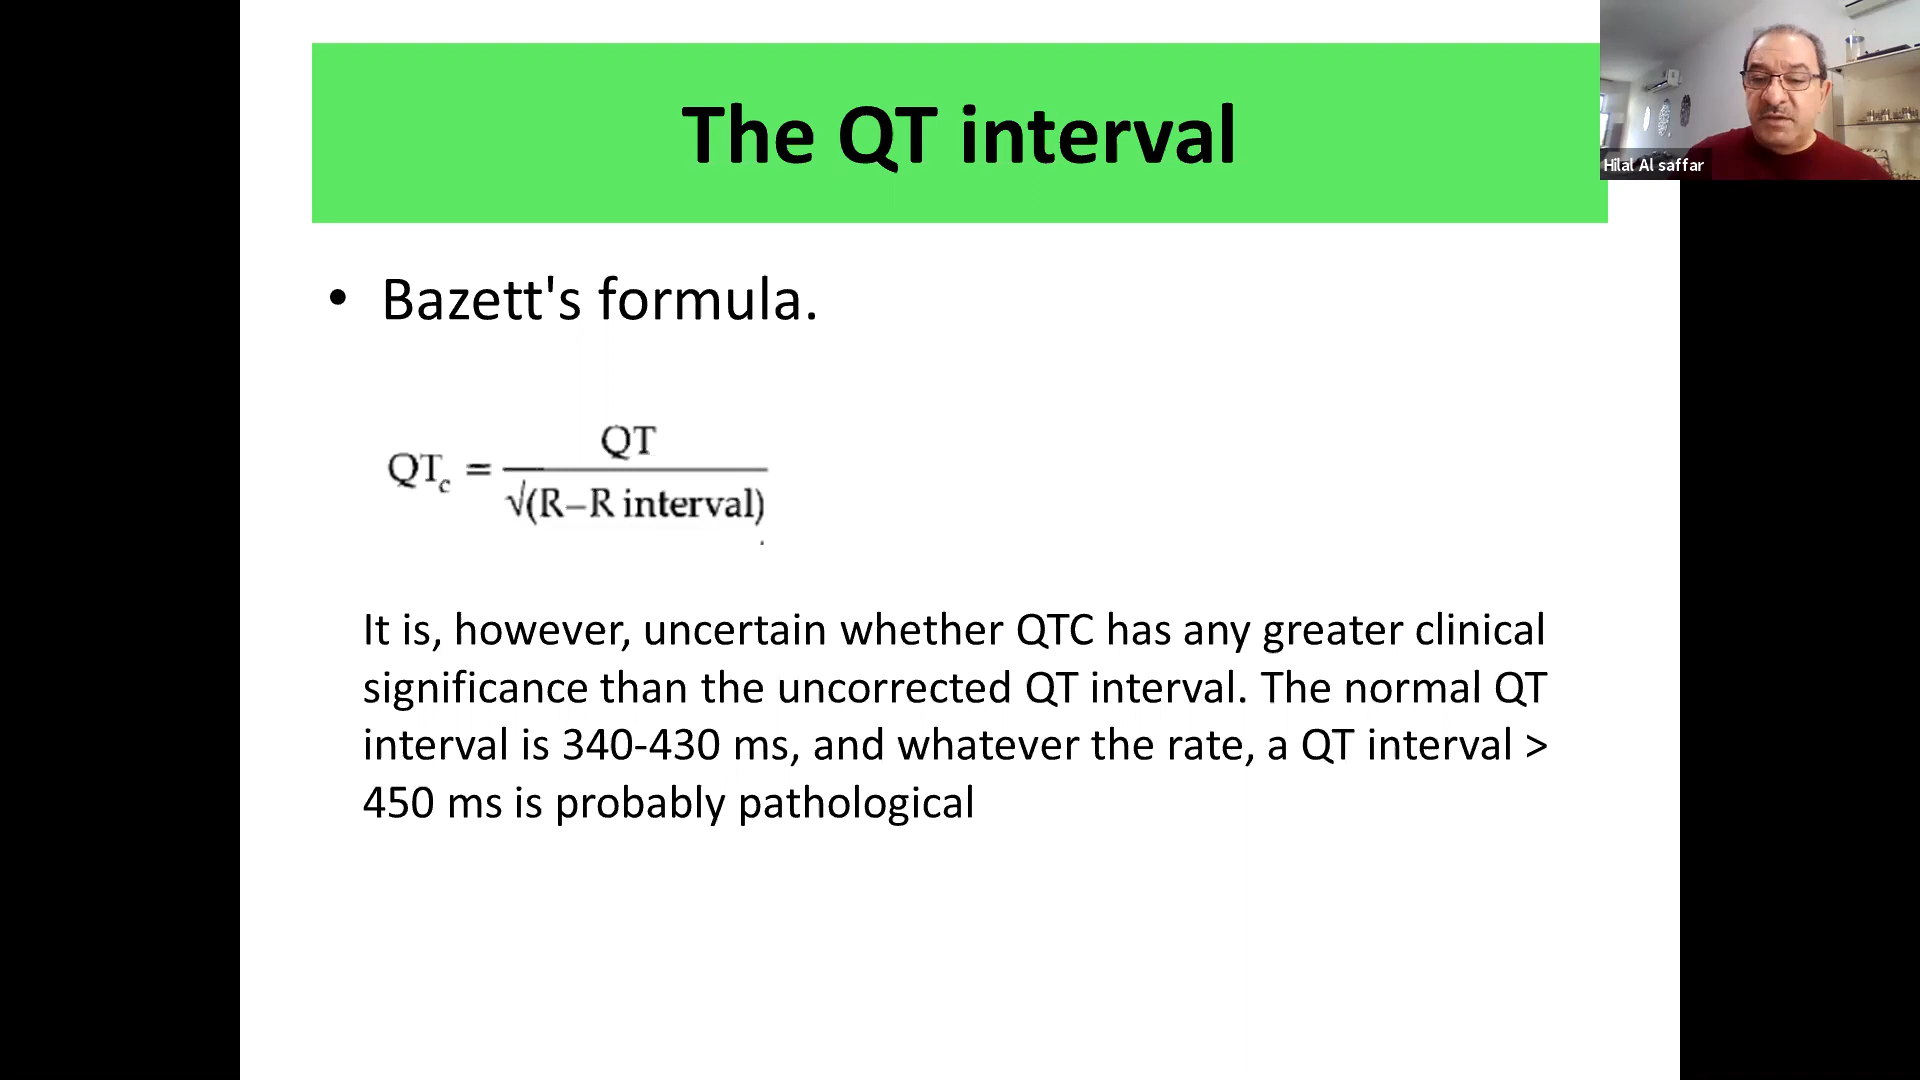 The QT interval
Hilal Al saffar
• Bazett's formula.
QTc = QT / √(R–R interval)
It is, however, uncertain whether QTC has any greater clinical
significance than the uncorrected QT interval. The normal QT
interval is 340-430 ms, and whatever the rate, a QT interval >
450 ms is probably pathological